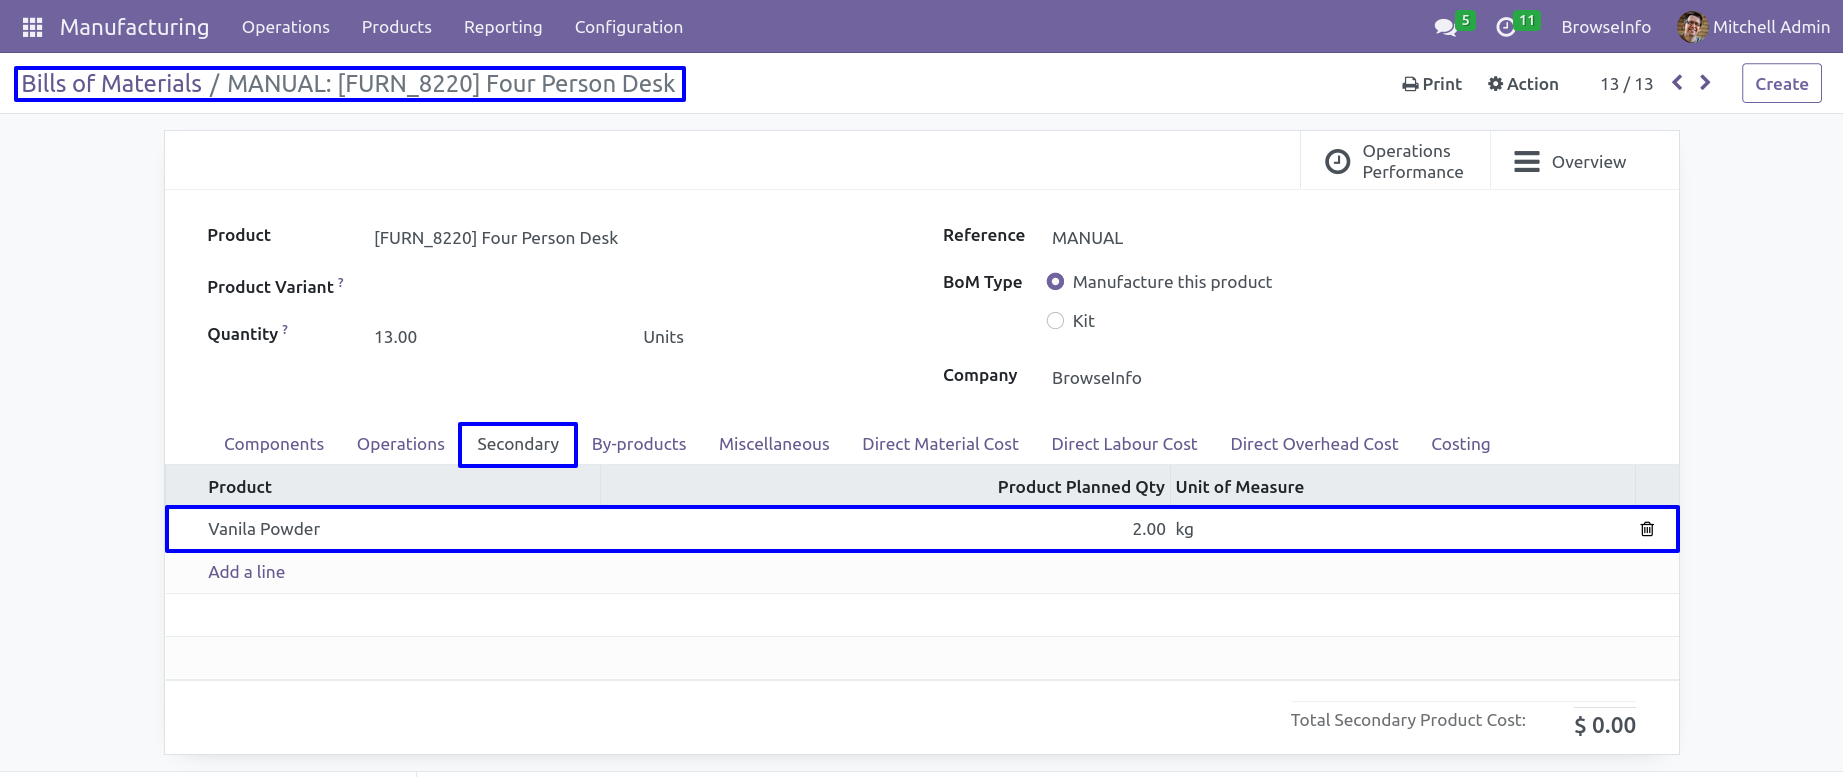 Manufacturing Operations Products Reporting Configuration 5 11 BrowseInfo Mitchell Admin
Bills of Materials / MANUAL: [FURN_8220] Four Person Desk Print Action 13 / 13 Create
Operations
Performance
Overview
Product [FURN_8220] Four Person Desk Reference MANUAL
Product Variant ? BoM Type Manufacture this product
Kit
Quantity ? 13.00 Units
Company BrowseInfo
Components Operations Secondary By-products Miscellaneous Direct Material Cost Direct Labour Cost Direct Overhead Cost Costing
Product Product Planned Qty Unit of Measure
Vanila Powder 2.00 kg
Add a line
Total Secondary Product Cost: $ 0.00